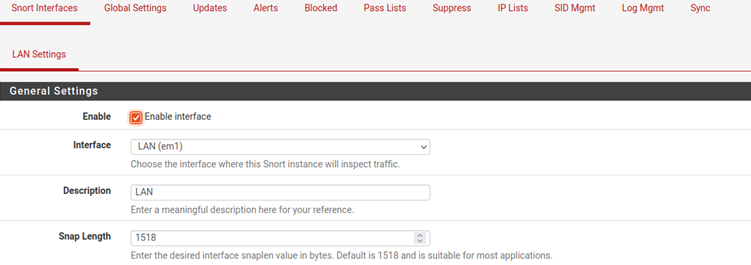 Snort Interfaces Global Settings Updates Alerts Blocked Pass Lists Suppress IP Lists SID Mgmt Log Mgmt Sync
LAN Settings
General Settings
Enable Enable interface
Interface LAN (em1)
Choose the interface where this Snort instance will inspect traffic.
Description LAN
Enter a meaningful description here for your reference.
Snap Length 1518
Enter the desired interface snaplen value in bytes. Default is 1518 and is suitable for most applications.